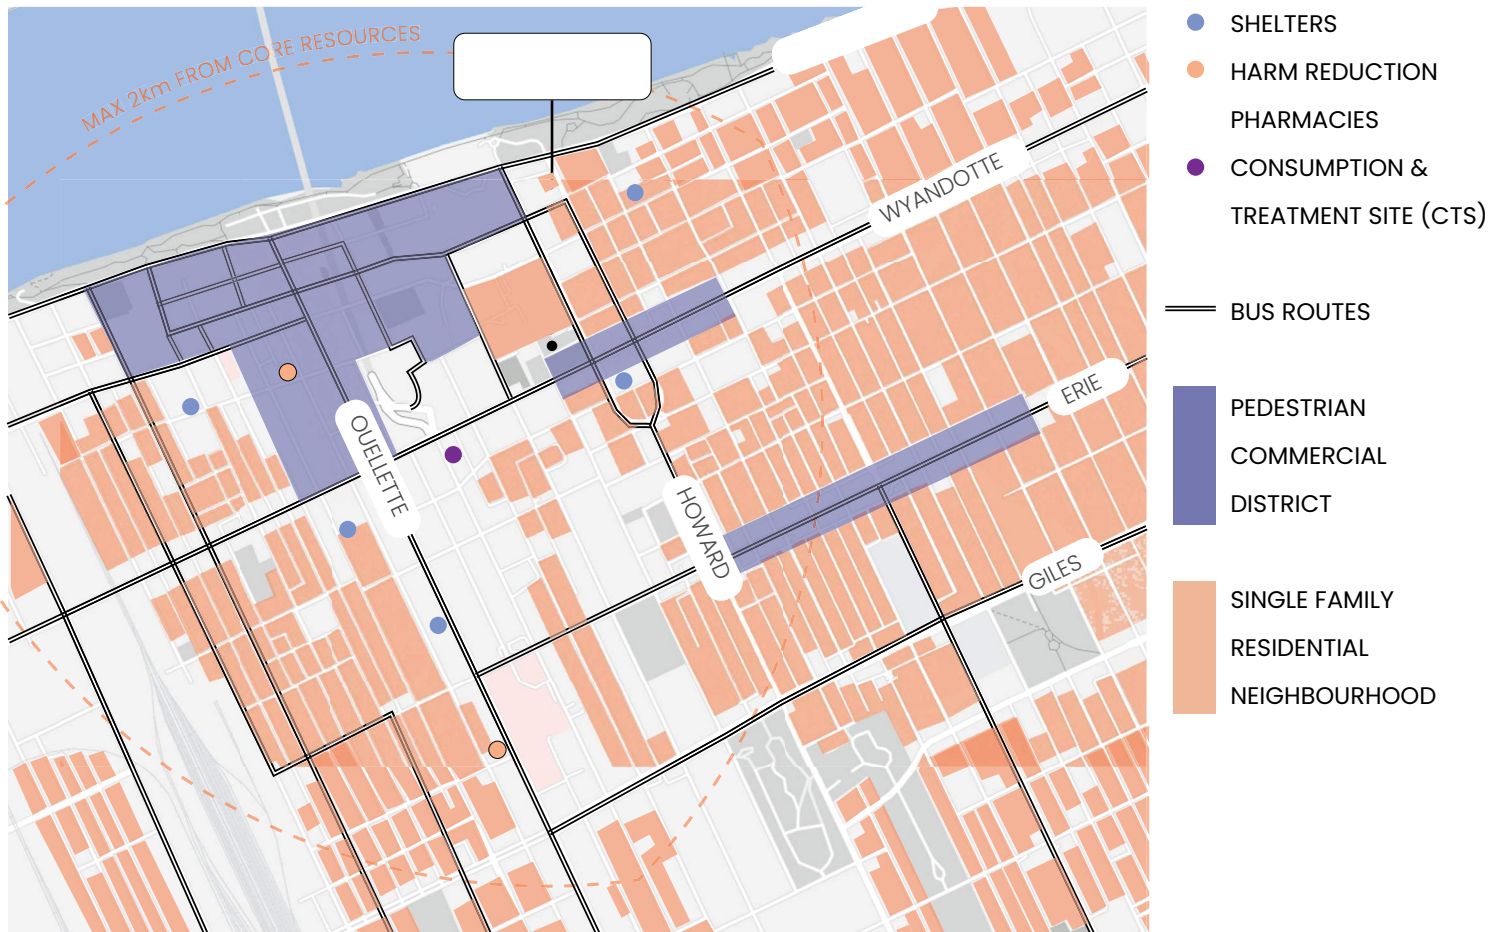 MAX 2km FROM CORE RESOURCES
WYANDOTTE
ERIE
OUELLETTE
HOWARD
GILES
SHELTERS
HARM REDUCTION
PHARMACIES
CONSUMPTION &
TREATMENT SITE (CTS)
BUS ROUTES
PEDESTRIAN
COMMERCIAL
DISTRICT
SINGLE FAMILY
RESIDENTIAL
NEIGHBOURHOOD